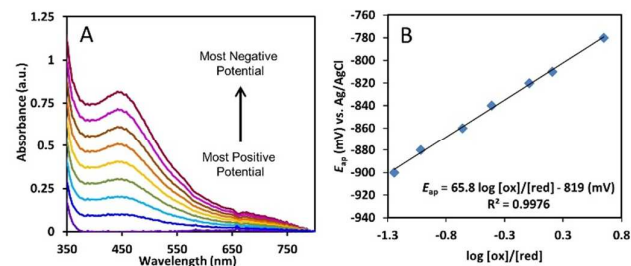 A
Most Negative
Potential
Most Positive
Potential
Absorbance (a.u.)
1.25
1
0.75
0.5
0.25
0
350
450
550
650
750
Wavelength (nm)
B
Eap (mV) vs. Ag/AgCl
-760
-780
-800
-820
-840
-860
-880
-900
-920
-940
Eap = 65.8 log [ox]/[red] - 819 (mV)
R² = 0.9976
-1.3
-0.8
-0.3
0.3
0.8
log [ox]/[red]